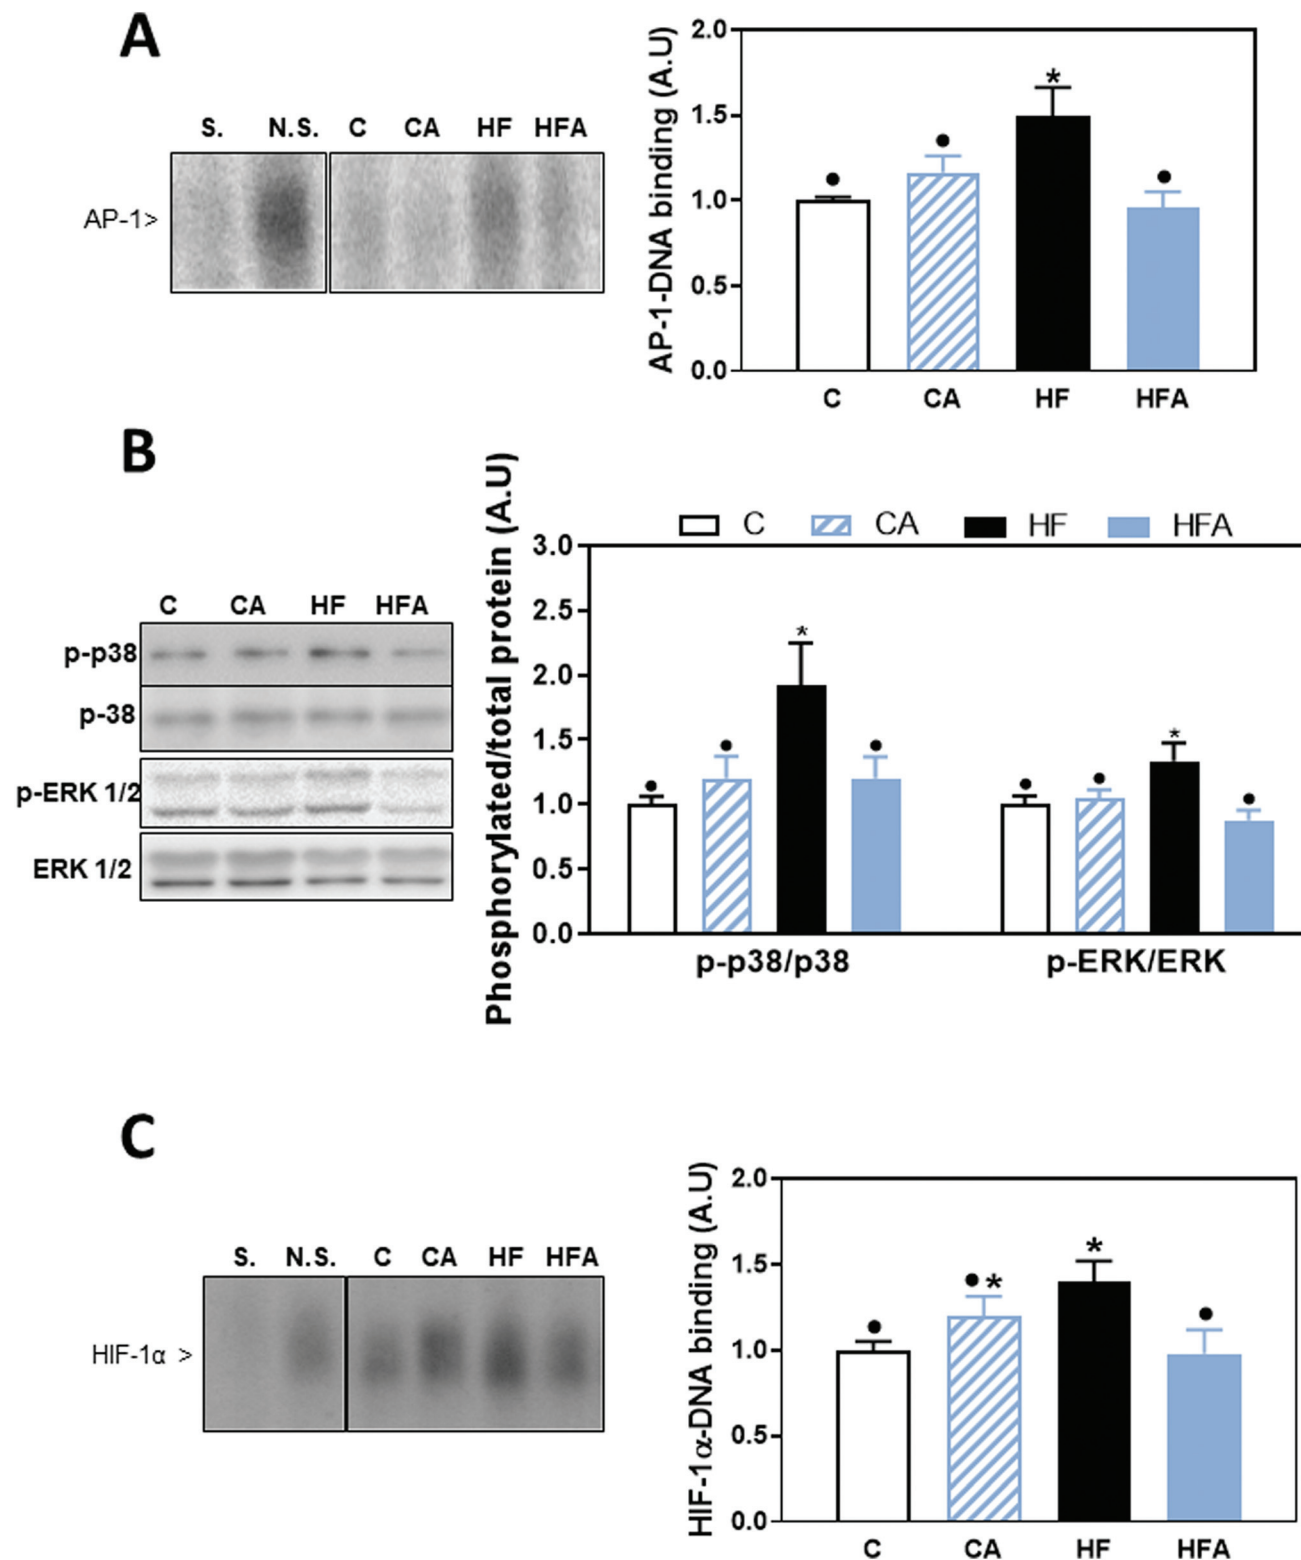 A
S. N.S. C CA HF HFA
AP-1>
AP-1-DNA binding (A.U)
2.0
1.5
1.0
0.5
0.0
●
●
*
●
C CA HF HFA
B
C CA HF HFA
p-p38
p-38
p-ERK 1/2
ERK 1/2
Phosphorylated/total protein (A.U)
C CA HF HFA
3.0
2.5
2.0
1.5
1.0
0.5
0.0
●
●
*
●
●
●
*
●
p-p38/p38 p-ERK/ERK
C
S. N.S. C CA HF HFA
HIF-1α >
HIF-1α-DNA binding (A.U)
2.0
1.5
1.0
0.5
0.0
●
●*
*
●
C CA HF HFA